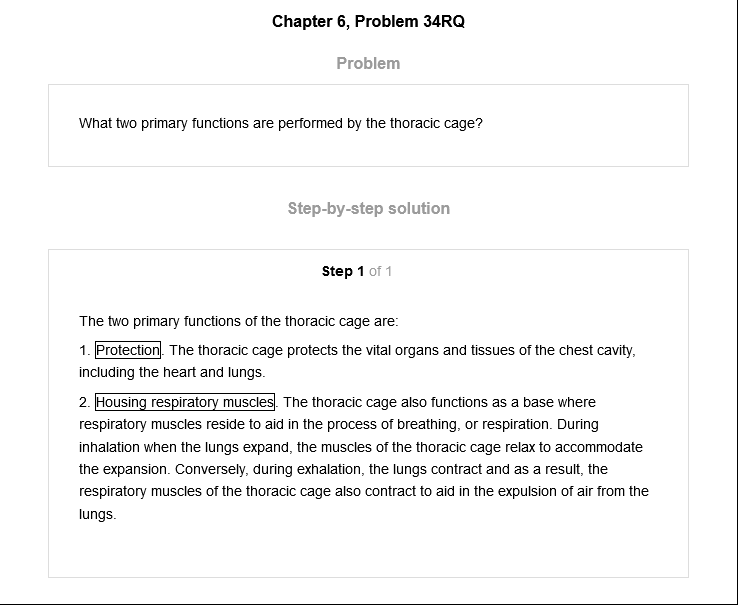 Chapter 6, Problem 34RQ
Problem
What two primary functions are performed by the thoracic cage?
Step-by-step solution
Step 1 of 1
The two primary functions of the thoracic cage are:
1. Protection. The thoracic cage protects the vital organs and tissues of the chest cavity,
including the heart and lungs.
2. Housing respiratory muscles. The thoracic cage also functions as a base where
respiratory muscles reside to aid in the process of breathing, or respiration. During
inhalation when the lungs expand, the muscles of the thoracic cage relax to accommodate
the expansion. Conversely, during exhalation, the lungs contract and as a result, the
respiratory muscles of the thoracic cage also contract to aid in the expulsion of air from the
lungs.